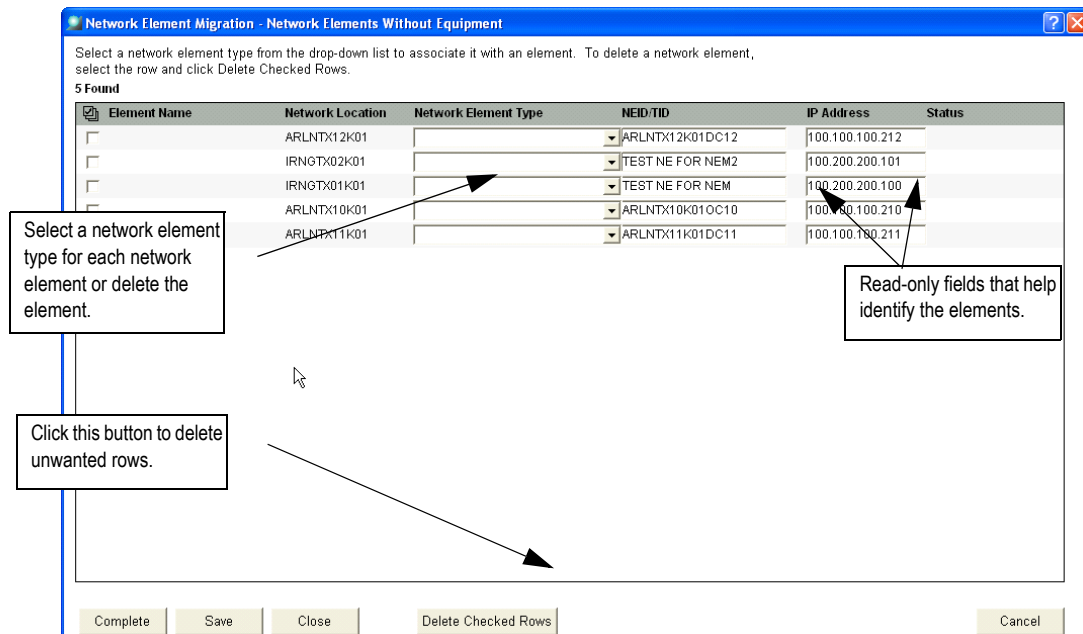 Network Element Migration - Network Elements Without Equipment
Select a network element type from the drop-down list to associate it with an element. To delete a network element,
select the row and click Delete Checked Rows.
5 Found
Element Name Network Location Network Element Type NEID/TID IP Address Status
ARLNTX12K01 ARLNTX12K01DC12 100.100.100.212
IRNGTX02K01 TEST NE FOR NEM2 100.200.200.101
IRNGTX01K01 TEST NE FOR NEM 100.200.200.100
ARLNTX10K01 ARLNTX10K01OC10 100.100.100.210
ARLNTX11K01 ARLNTX11K01DC11 100.100.100.211
Select a network element
type for each network
element or delete the
element.
Read-only fields that help
identify the elements.
Click this button to delete
unwanted rows.
Complete Save Close Delete Checked Rows Cancel